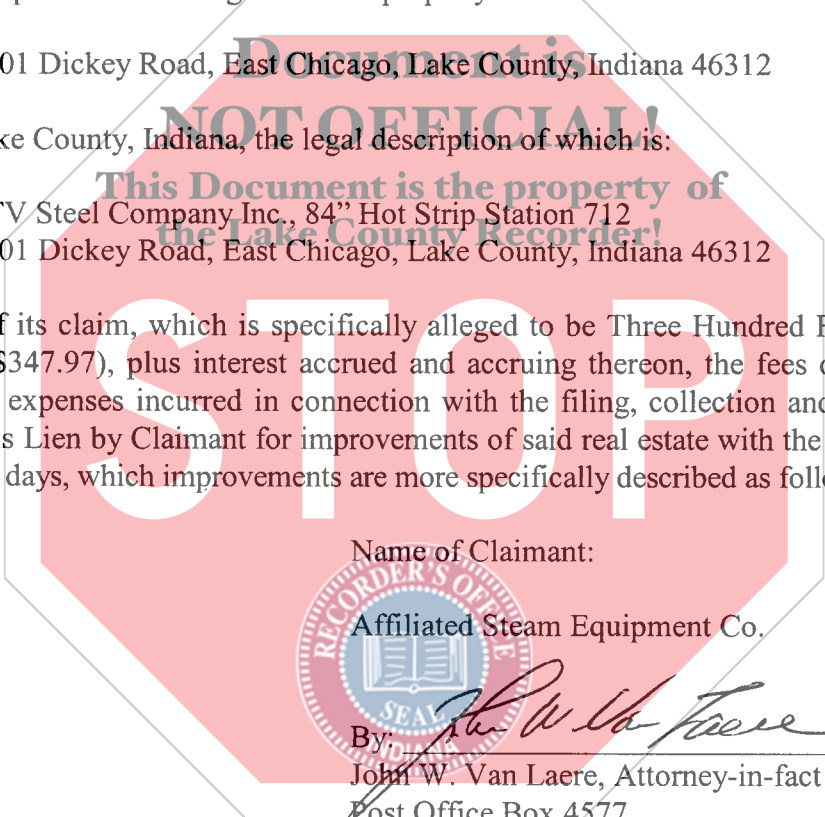 01 Dickey Road, East Chicago, Lake County, Indiana 46312
Document is
NOT OFFICIAL!
ke County, Indiana, the legal description of which is:
This Document is the property of
V Steel Company Inc., 84” Hot Strip Station 712
the Lake County Recorder!
01 Dickey Road, East Chicago, Lake County, Indiana 46312
f its claim, which is specifically alleged to be Three Hundred F
$347.97), plus interest accrued and accruing thereon, the fees
expenses incurred in connection with the filing, collection and
s Lien by Claimant for improvements of said real estate with the
days, which improvements are more specifically described as foll
STOP
Name of Claimant:
RECORDER'S OFFICE
Affiliated Steam Equipment Co.
SEAL
INDIANA
By: John W Van Laere
John W. Van Laere, Attorney-in-fact
Post Office Box 4577